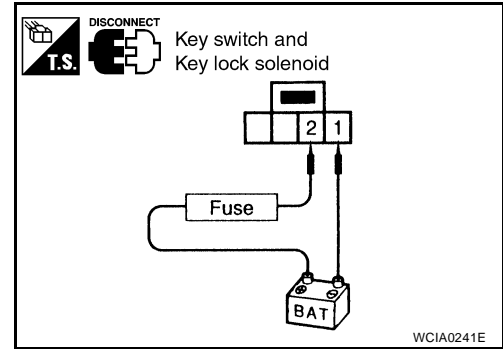 DISCONNECT
T.S.
Key switch and
Key lock solenoid
2 1
Fuse
+ -
BAT
WCIA0241E